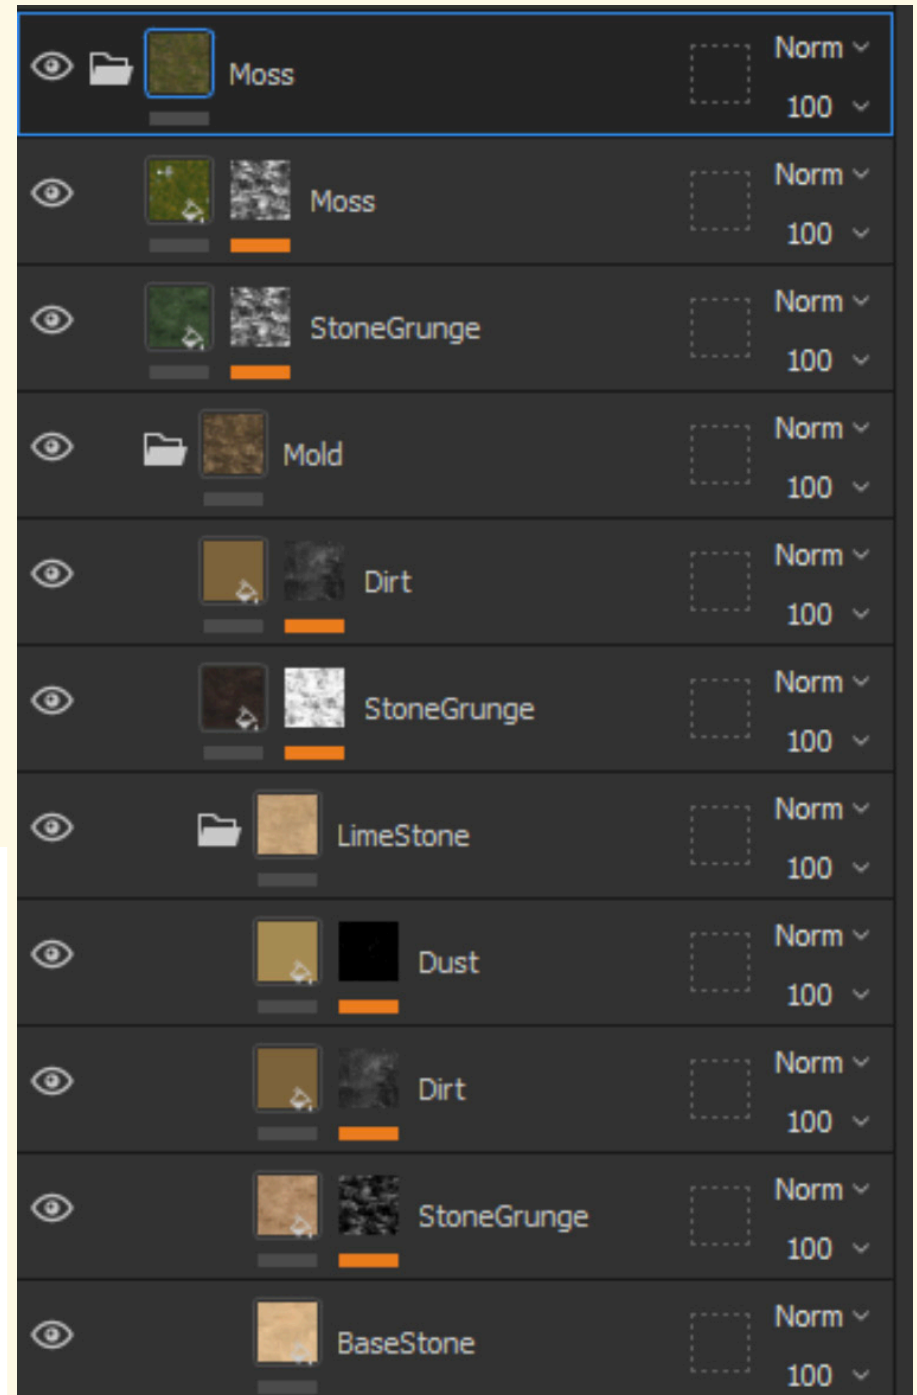 Moss Norm
100
Moss Norm
100
StoneGrunge Norm
100
Mold Norm
100
Dirt Norm
100
StoneGrunge Norm
100
LimeStone Norm
100
Dust Norm
100
Dirt Norm
100
StoneGrunge Norm
100
BaseStone Norm
100